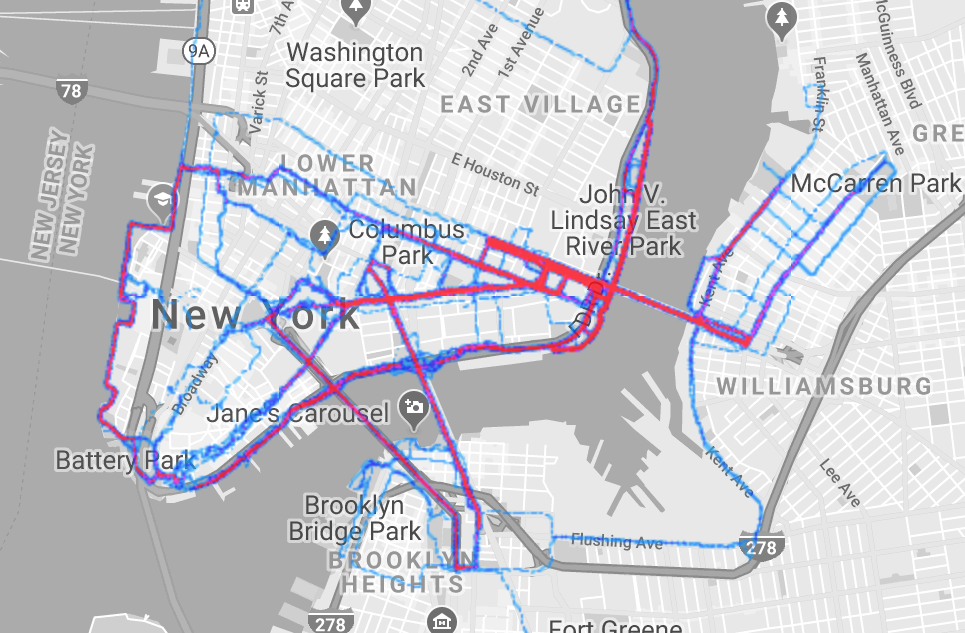 7th A
McGuinness Blvd
9A
Washington
Square Park
2nd Ave
1st Avenue
Franklin St
Manhattan Ave
78
Varick St
EAST VILLAGE
GRE
NEW JERSEY
NEW YORK
LOWER
MANHATTAN
E Houston St
McCarren Park
John V.
Lindsay East
River Park
Columbus
Park
Kent Ave
FDR Dr
New York
Broadway
WILLIAMSBURG
Jane's Carousel
Battery Park
Kent Ave
Lee Ave
Brooklyn
Bridge Park
Flushing Ave
278
BROOKLYN
HEIGHTS
278
Fort Greene